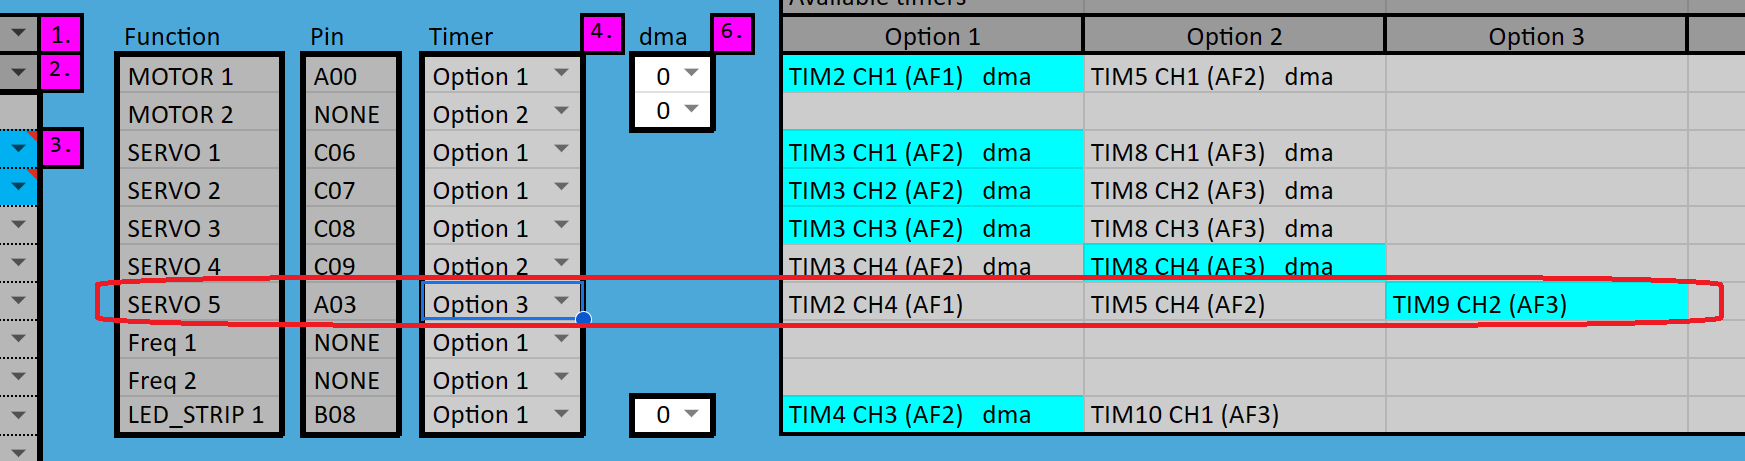 Available timers
1. Function Pin Timer 4. dma 6. Option 1 Option 2 Option 3
2. MOTOR 1 A00 Option 1 0 TIM2 CH1 (AF1) dma TIM5 CH1 (AF2) dma
MOTOR 2 NONE Option 2 0
3. SERVO 1 C06 Option 1 TIM3 CH1 (AF2) dma TIM8 CH1 (AF3) dma
SERVO 2 C07 Option 1 TIM3 CH2 (AF2) dma TIM8 CH2 (AF3) dma
SERVO 3 C08 Option 1 TIM3 CH3 (AF2) dma TIM8 CH3 (AF3) dma
SERVO 4 C09 Option 2 TIM3 CH4 (AF2) dma TIM8 CH4 (AF3) dma
SERVO 5 A03 Option 3 TIM2 CH4 (AF1) TIM5 CH4 (AF2) TIM9 CH2 (AF3)
Freq 1 NONE Option 1
Freq 2 NONE Option 1
LED_STRIP 1 B08 Option 1 0 TIM4 CH3 (AF2) dma TIM10 CH1 (AF3)